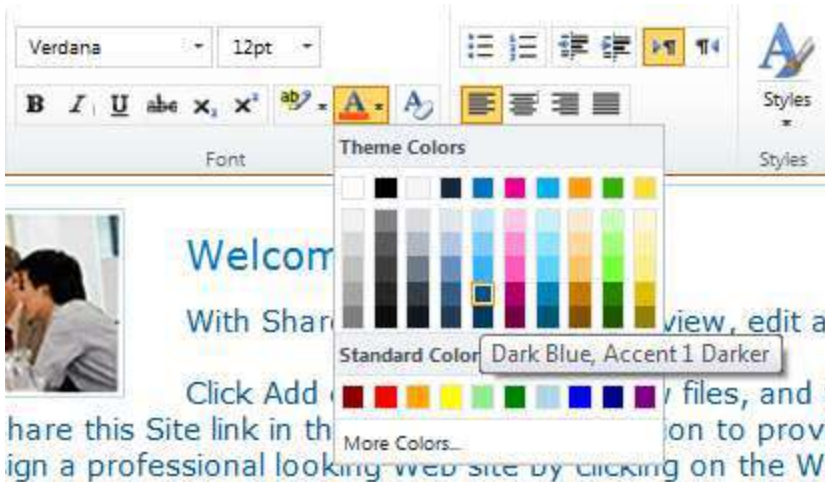 Verdana 12pt
B I U abc x₂ x² ab A A Styles
Font Styles
Theme Colors
Welcom
With Shar view, edit a
Standard Color Dark Blue, Accent 1 Darker
Click Add files, and
hare this Site link in th on to prov
More Colors...
ign a professional looking Web site by clicking on the W